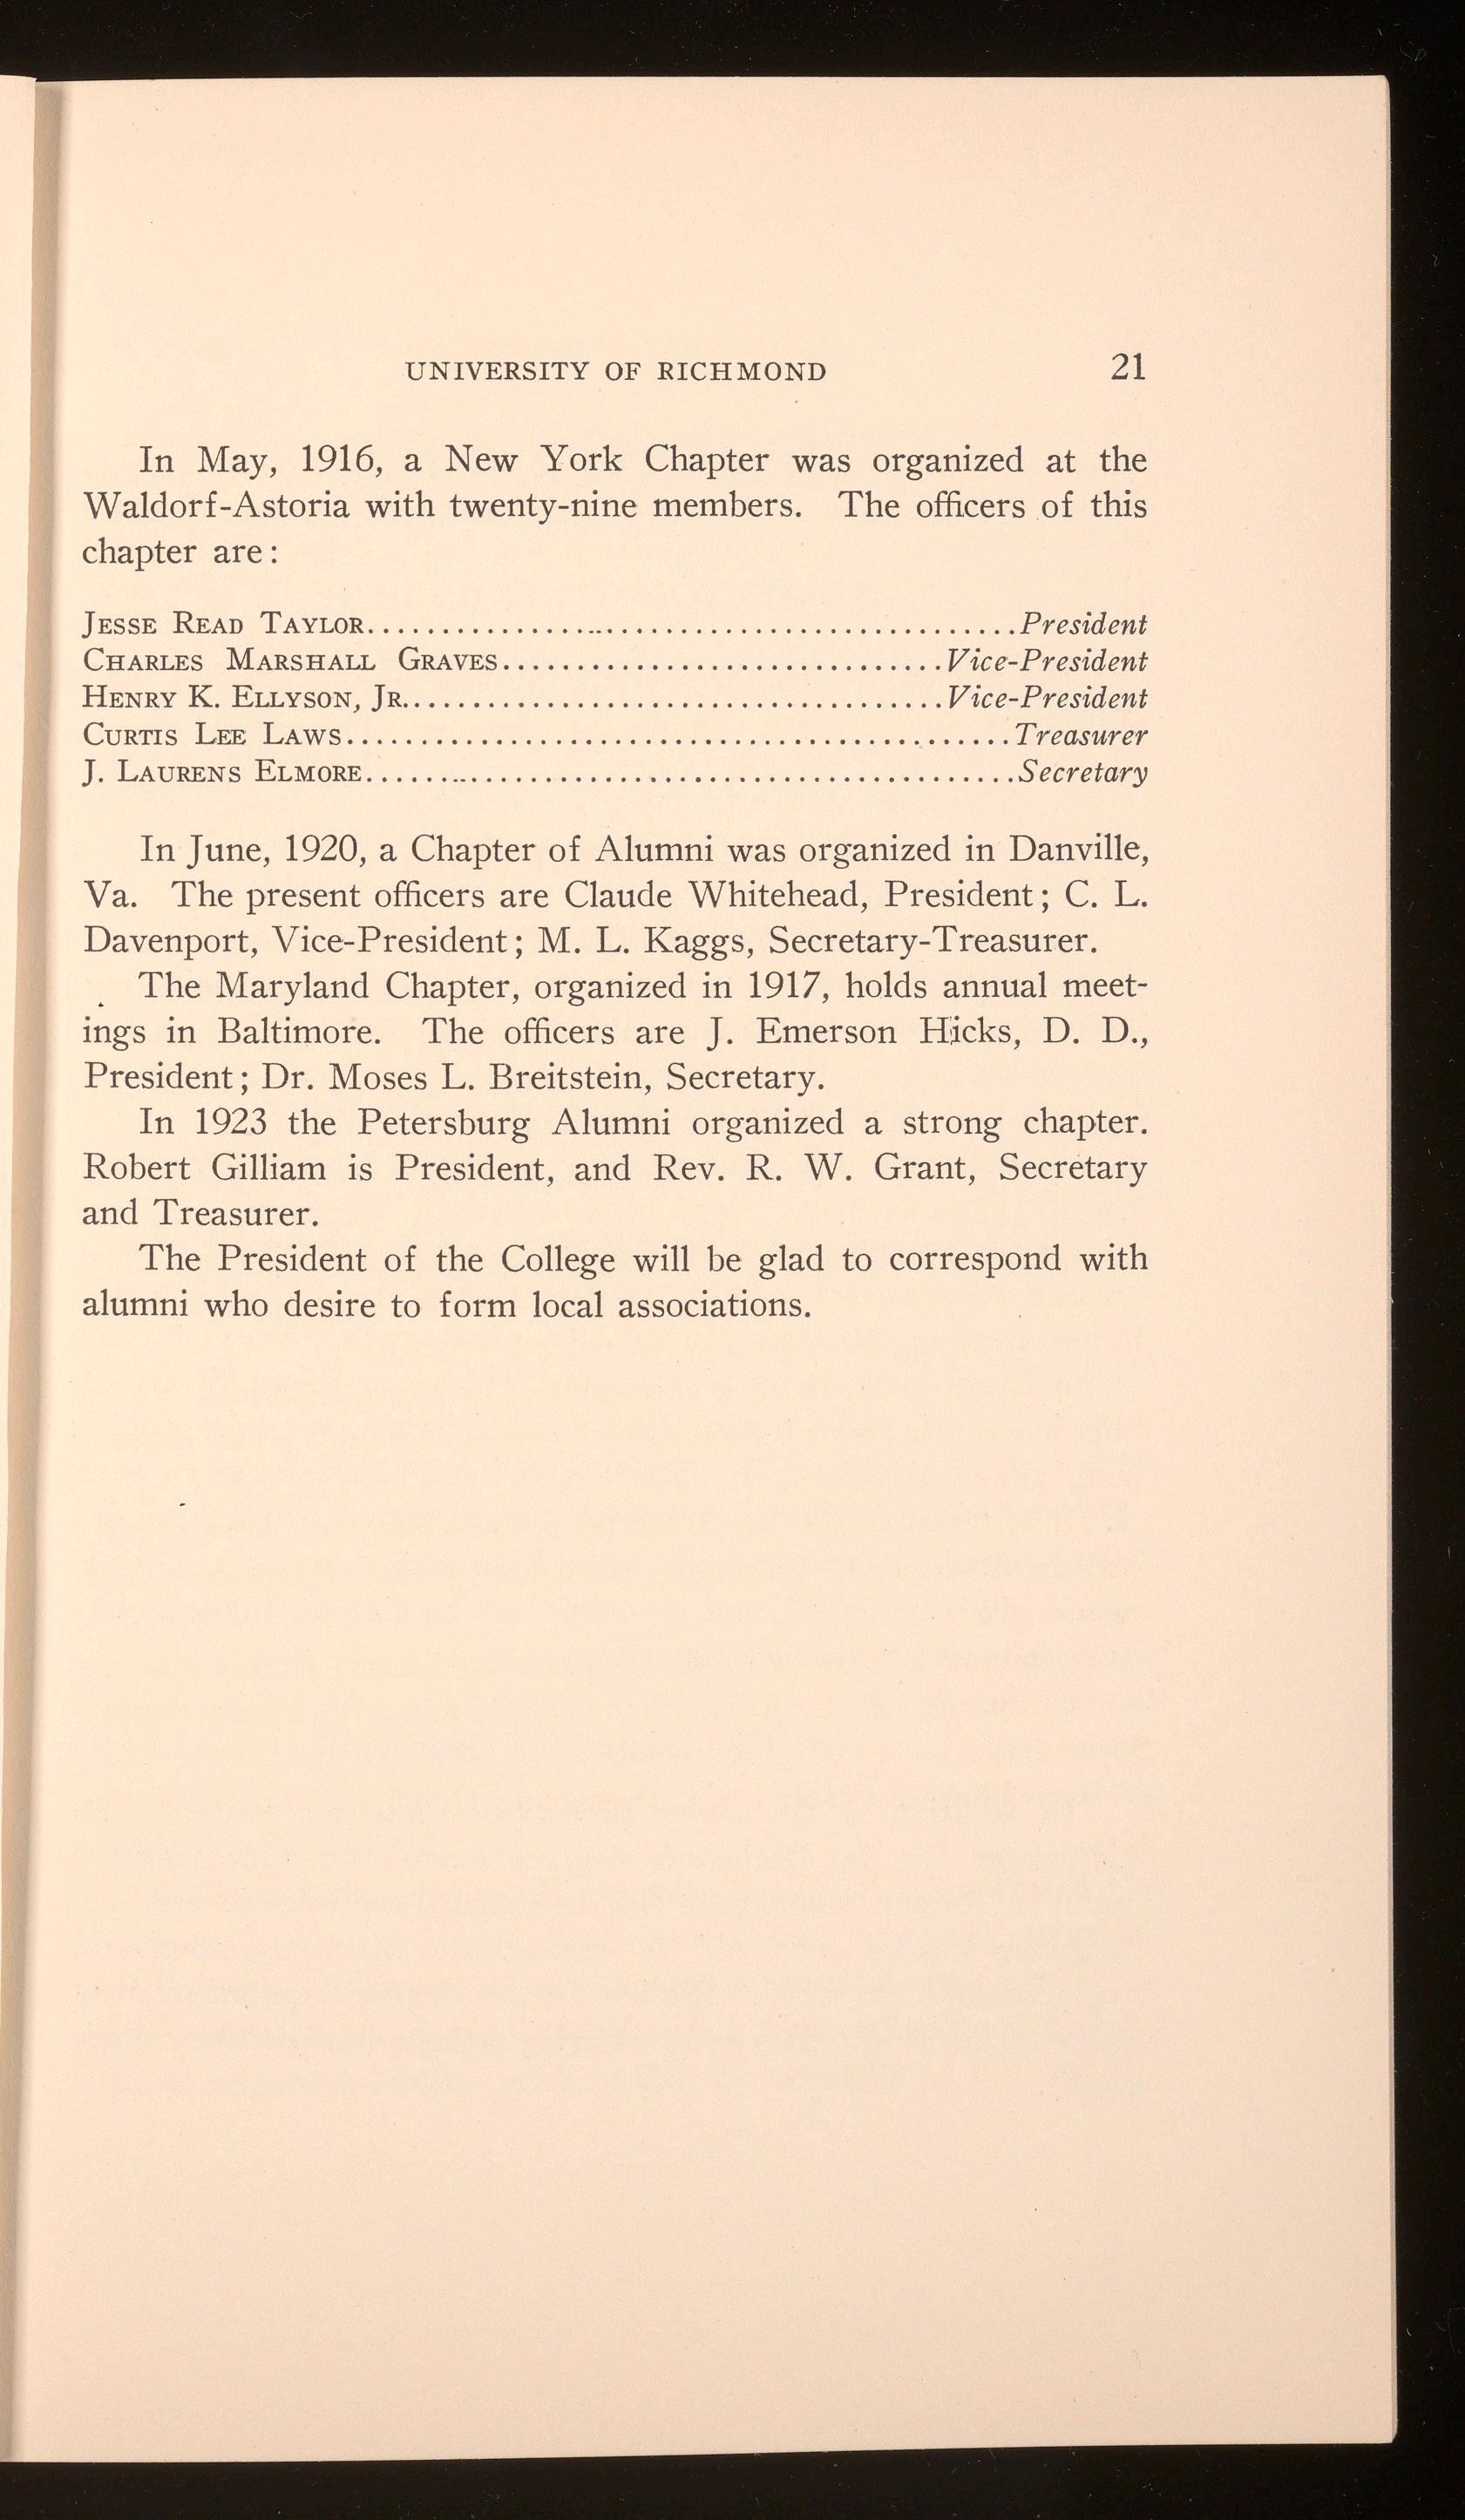 UNIVERSITY OF RICHMOND 21
In May, 1916, a New York Chapter was organized at the
Waldorf-Astoria with twenty-nine members. The officers of this
chapter are:
JESSE READ TAYLOR............................................President
CHARLES MARSHALL GRAVES..............................Vice-President
HENRY K. ELLYSON, JR.....................................Vice-President
CURTIS LEE LAWS.............................................Treasurer
J. LAURENS ELMORE............................................Secretary
In June, 1920, a Chapter of Alumni was organized in Danville,
Va. The present officers are Claude Whitehead, President; C. L.
Davenport, Vice-President; M. L. Kaggs, Secretary-Treasurer.
The Maryland Chapter, organized in 1917, holds annual meet-
ings in Baltimore. The officers are J. Emerson Hicks, D. D.,
President; Dr. Moses L. Breitstein, Secretary.
In 1923 the Petersburg Alumni organized a strong chapter.
Robert Gilliam is President, and Rev. R. W. Grant, Secretary
and Treasurer.
The President of the College will be glad to correspond with
alumni who desire to form local associations.